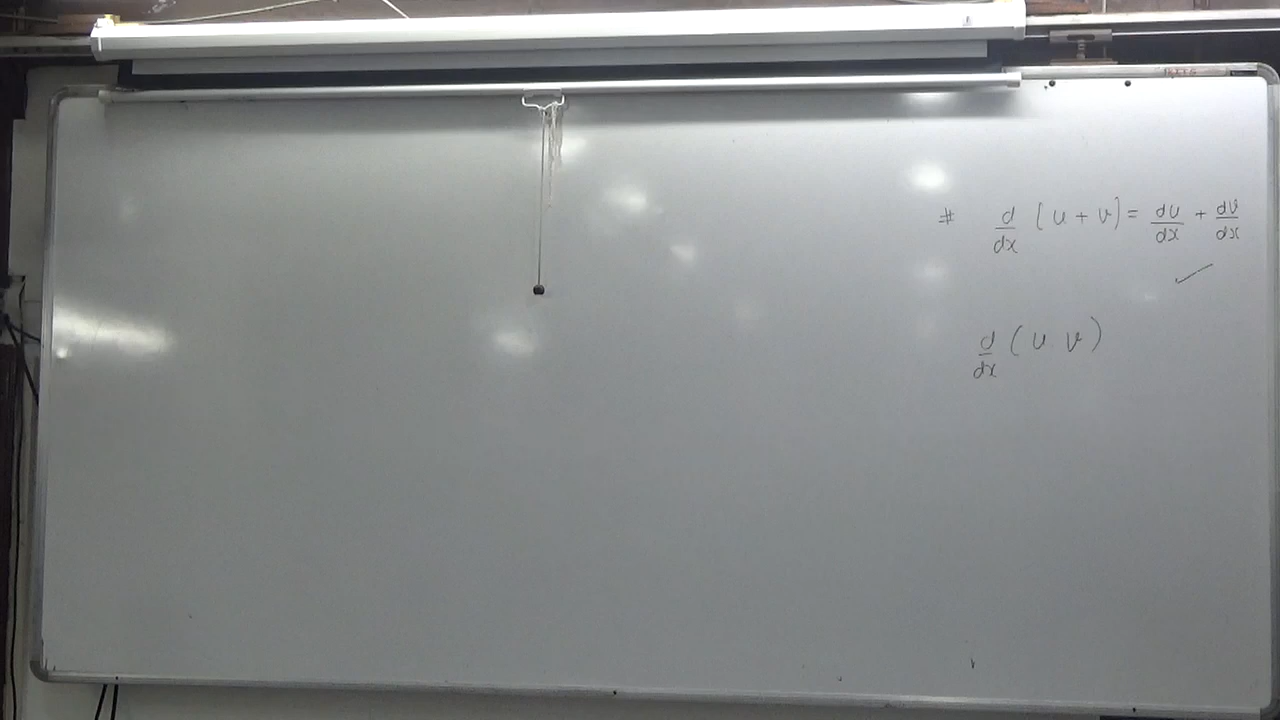 # d/dx [u + v] = du/dx + dv/dx
✓
d/dx (u v)